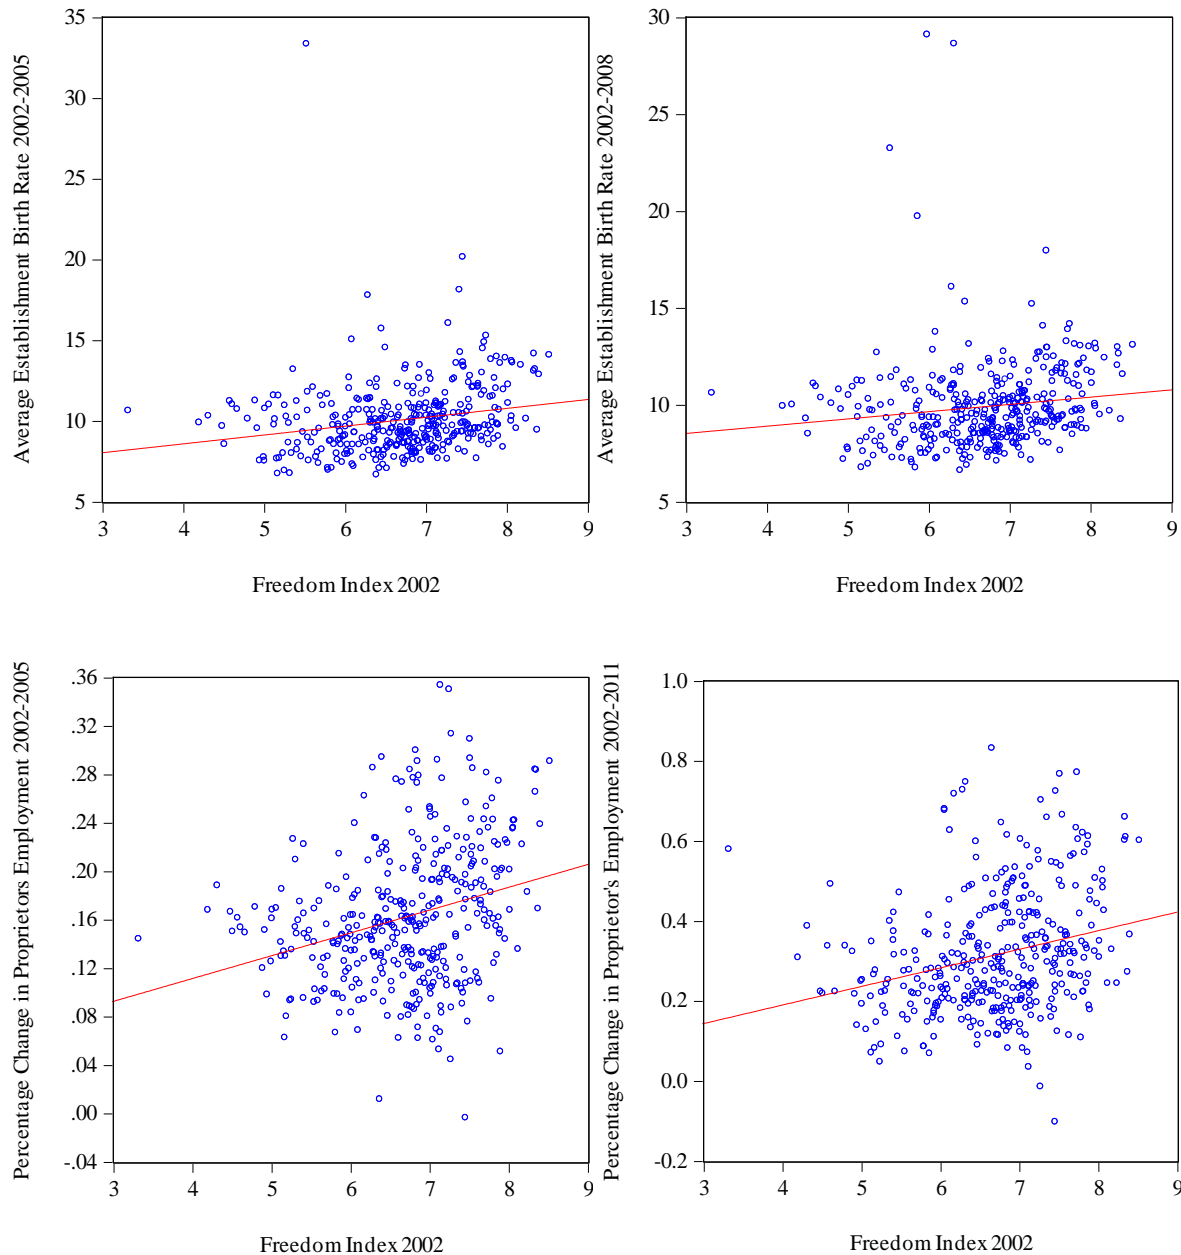 Average Establishment Birth Rate 2002-2005
35
30
25
20
15
10
5
3 4 5 6 7 8 9
Freedom Index 2002
Average Establishment Birth Rate 2002-2008
30
25
20
15
10
5
3 4 5 6 7 8 9
Freedom Index 2002
Percentage Change in Proprietors Employment 2002-2005
.36
.32
.28
.24
.20
.16
.12
.08
.04
.00
-.04
3 4 5 6 7 8 9
Freedom Index 2002
Percentage Change in Proprietor's Employment 2002-2011
1.0
0.8
0.6
0.4
0.2
0.0
-0.2
3 4 5 6 7 8 9
Freedom Index 2002